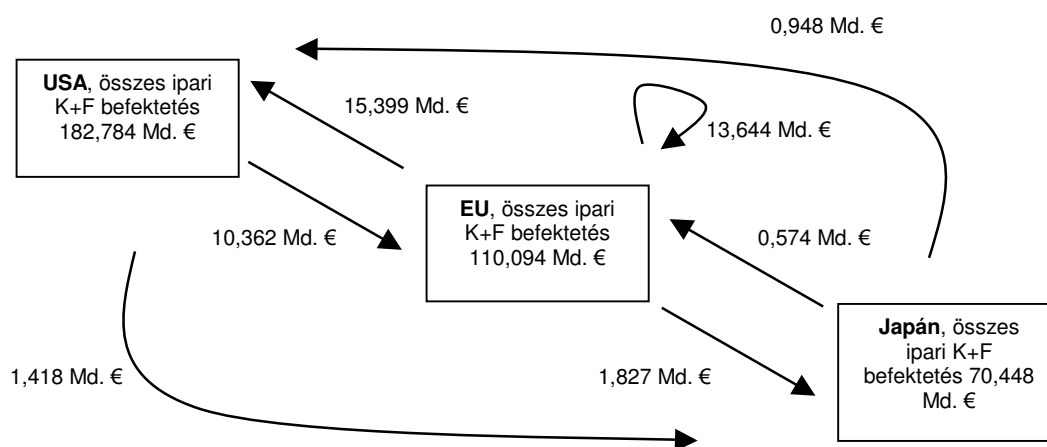 0,948 Md. €
USA, összes ipari
K+F befektetés
182,784 Md. €
15,399 Md. €
13,644 Md. €
EU, összes ipari
K+F befektetés
110,094 Md. €
10,362 Md. €
0,574 Md. €
Japán, összes
ipari K+F
befektetés 70,448
Md. €
1,418 Md. €
1,827 Md. €